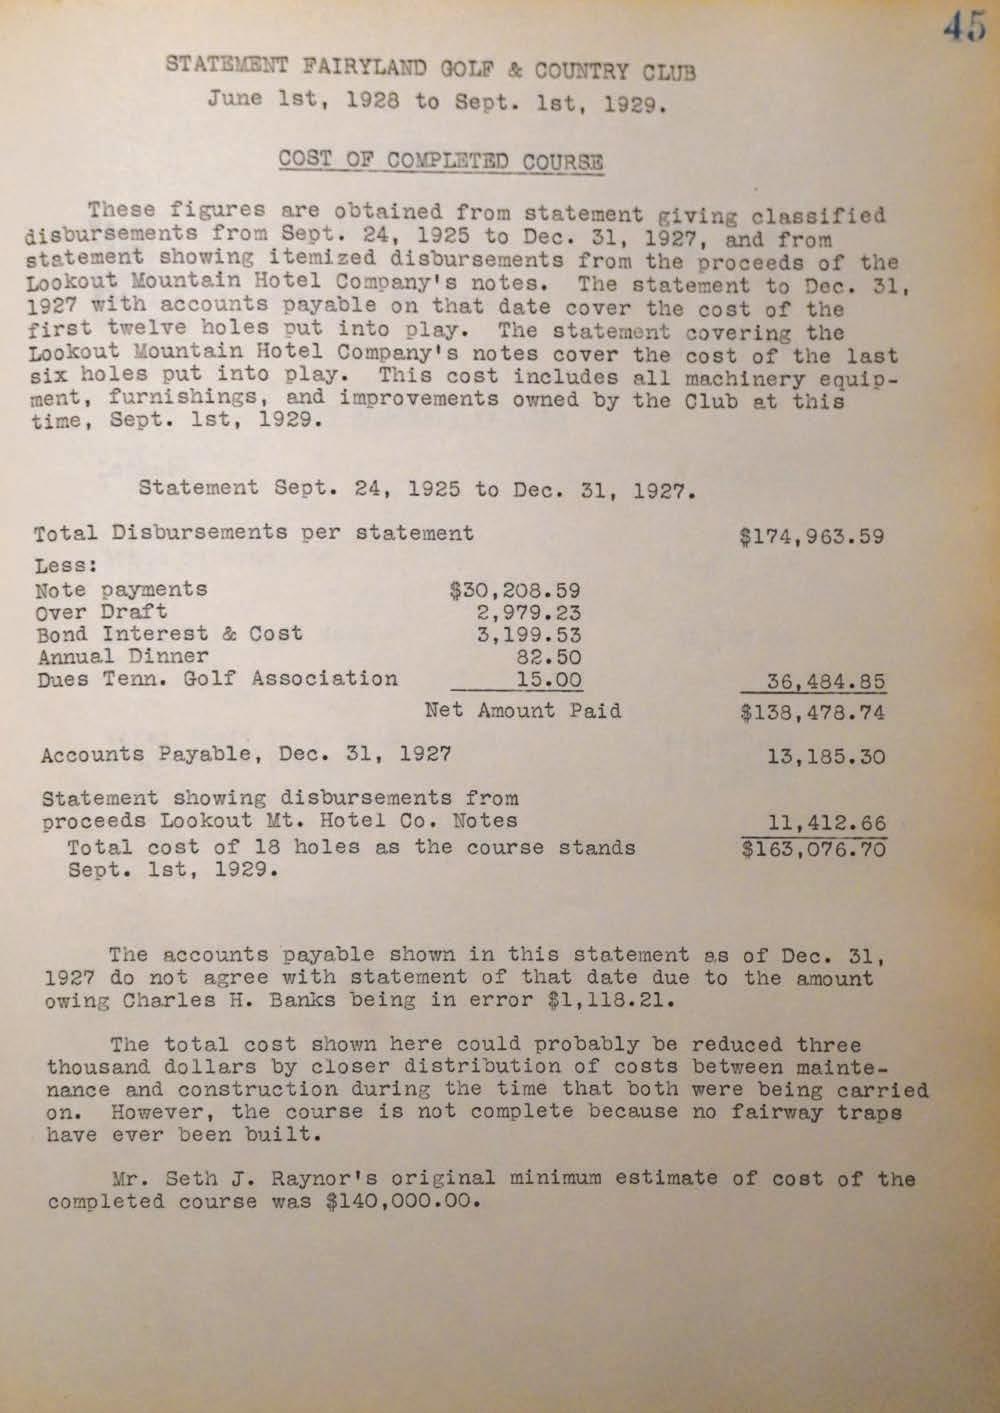 45
STATEMENT FAIRYLAND GOLF & COUNTRY CLUB
June 1st, 1928 to Sept. 1st, 1929.
COST OF COMPLETED COURSE
These figures are obtained from statement giving classified
disbursements from Sept. 24, 1925 to Dec. 31, 1927, and from
statement showing itemized disbursements from the proceeds of the
Lookout Mountain Hotel Company's notes. The statement to Dec. 31,
1927 with accounts payable on that date cover the cost of the
first twelve holes put into play. The statement covering the
Lookout Mountain Hotel Company's notes cover the cost of the last
six holes put into play. This cost includes all machinery equip-
ment, furnishings, and improvements owned by the Club at this
time, Sept. 1st, 1929.
Statement Sept. 24, 1925 to Dec. 31, 1927.
Total Disbursements per statement $174,963.59
Less:
Note payments $30,208.59
Over Draft 2,979.23
Bond Interest & Cost 3,199.53
Annual Dinner 82.50
Dues Tenn. Golf Association 15.00 36,484.85
Net Amount Paid $138,478.74
Accounts Payable, Dec. 31, 1927 13,185.30
Statement showing disbursements from
proceeds Lookout Mt. Hotel Co. Notes 11,412.66
Total cost of 18 holes as the course stands $163,076.70
Sept. 1st, 1929.
The accounts payable shown in this statement as of Dec. 31,
1927 do not agree with statement of that date due to the amount
owing Charles H. Banks being in error $1,118.21.
The total cost shown here could probably be reduced three
thousand dollars by closer distribution of costs between mainte-
nance and construction during the time that both were being carried
on. However, the course is not complete because no fairway traps
have ever been built.
Mr. Seth J. Raynor's original minimum estimate of cost of the
completed course was $140,000.00.